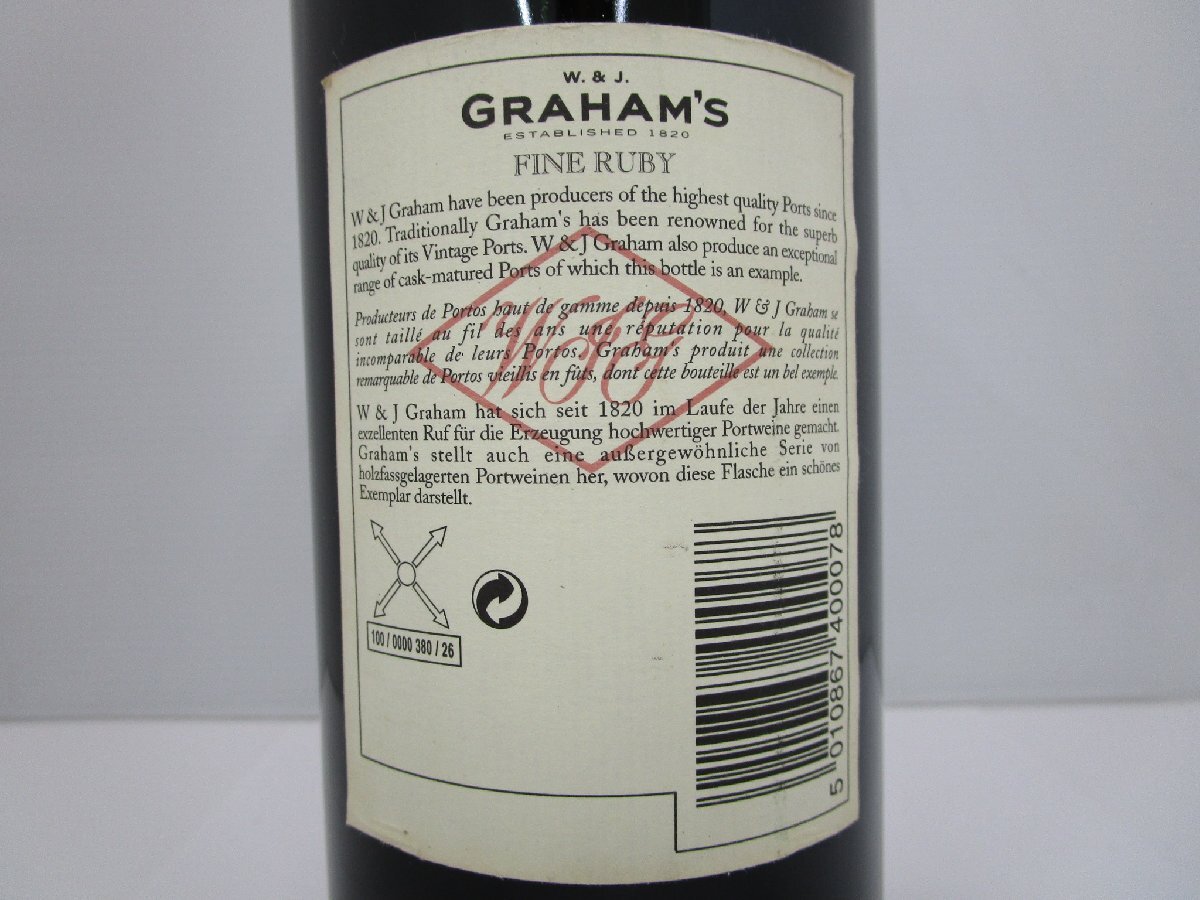 W. & J.
GRAHAM'S
ESTABLISHED 1820
FINE RUBY
W & J Graham have been producers of the highest quality Ports since
1820. Traditionally Graham's has been renowned for the superb
quality of its Vintage Ports. W & J Graham also produce an exceptional
range of cask-matured Ports of which this bottle is an example.
Producteurs de Portos haut de gamme depuis 1820, W & J Graham se
sont taillé au fil des ans une réputation pour la qualité
incomparable de leurs Portos. Graham's produit une collection
remarquable de Portos vieillis en fûts, dont cette bouteille est un bel exemple.
W & J Graham hat sich seit 1820 im Laufe der Jahre einen
exzellenten Ruf für die Erzeugung hochwertiger Portweine gemacht.
Graham's stellt auch eine außergewöhnliche Serie von
holzfassgelagerten Portweinen her, wovon diese Flasche ein schönes
Exemplar darstellt.
100 / 0000 380 / 26
5 010867 400078